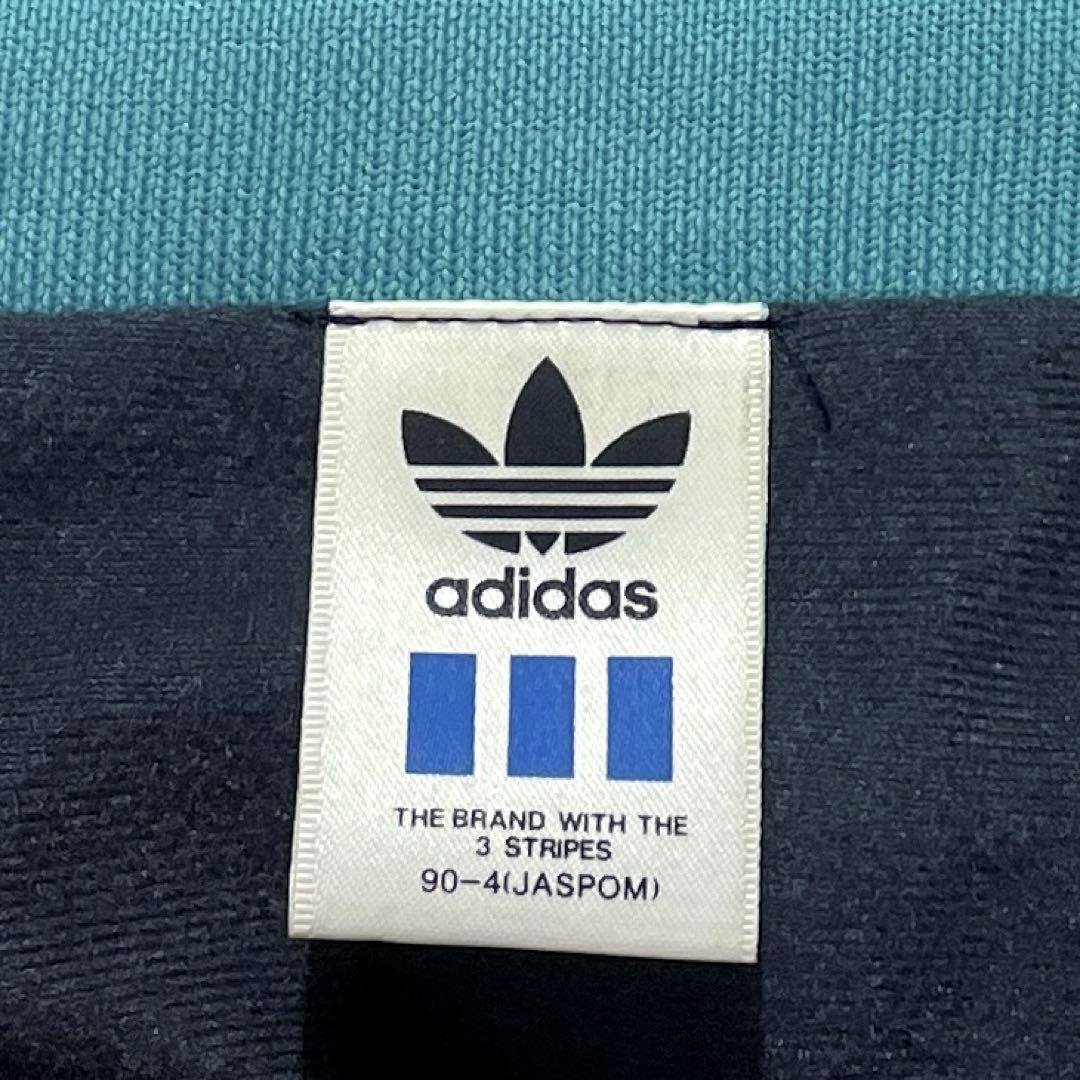 adidas
THE BRAND WITH THE
3 STRIPES
90-4(JASPOM)